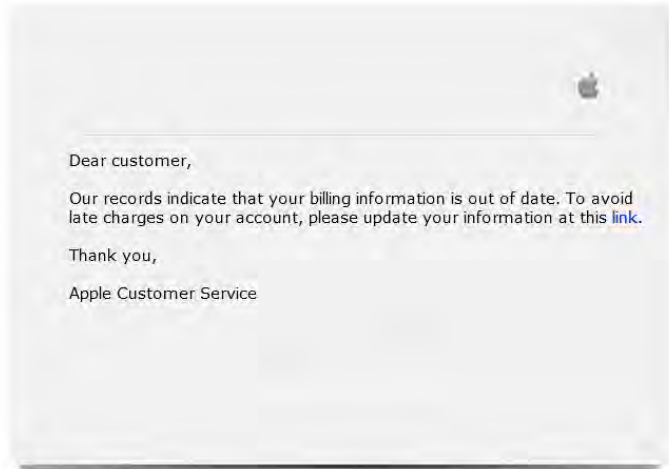 Dear customer,
Our records indicate that your billing information is out of date. To avoid
late charges on your account, please update your information at this link.
Thank you,
Apple Customer Service